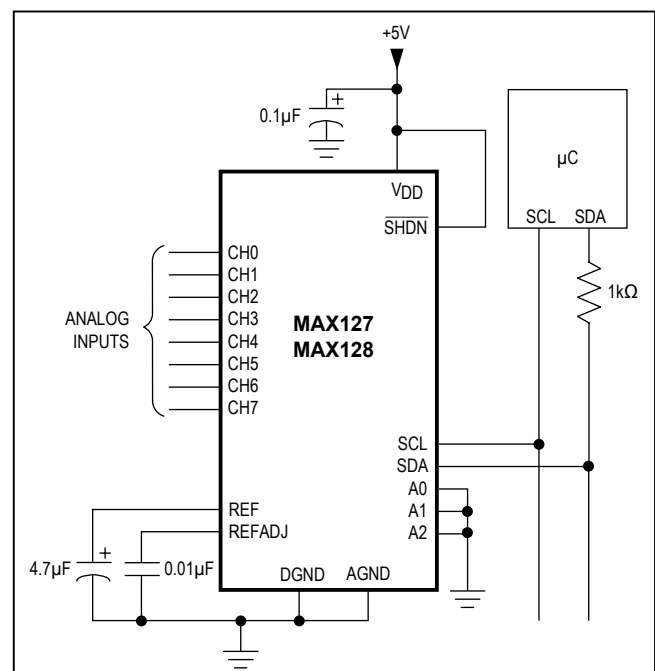 +5V
0.1µF
+
µC
VDD
SCL SDA
SHDN
1kΩ
CH0
CH1
CH2
CH3
CH4
CH5
CH6
CH7
ANALOG
INPUTS
MAX127
MAX128
SCL
SDA
A0
A1
A2
REF
REFADJ
4.7µF
+
0.01µF
DGND AGND